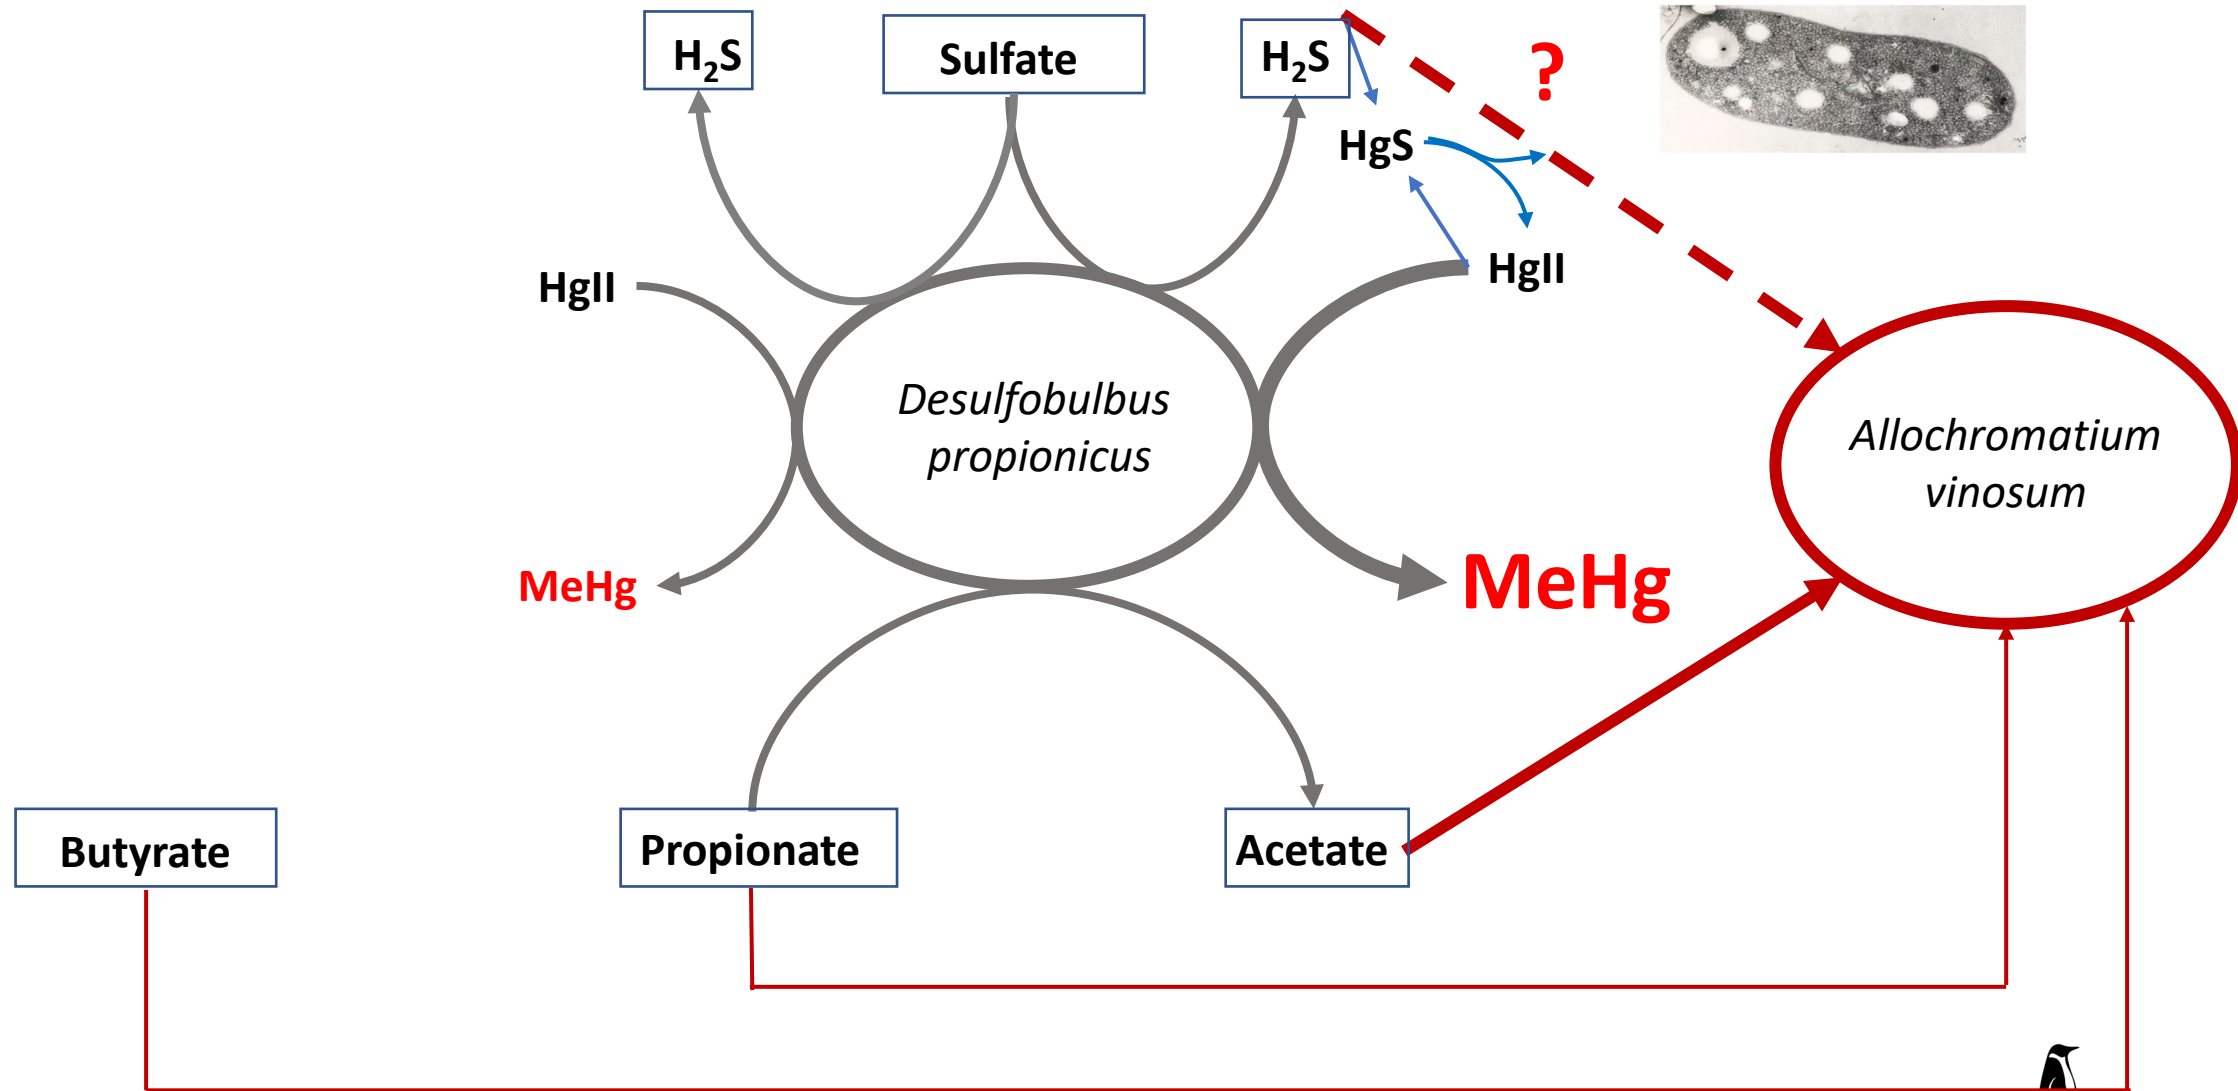 H₂S
Sulfate
H₂S
?
HgS
HgII
HgII
Desulfobulbus
propionicus
Allochromatium
vinosum
MeHg
MeHg
Butyrate
Propionate
Acetate